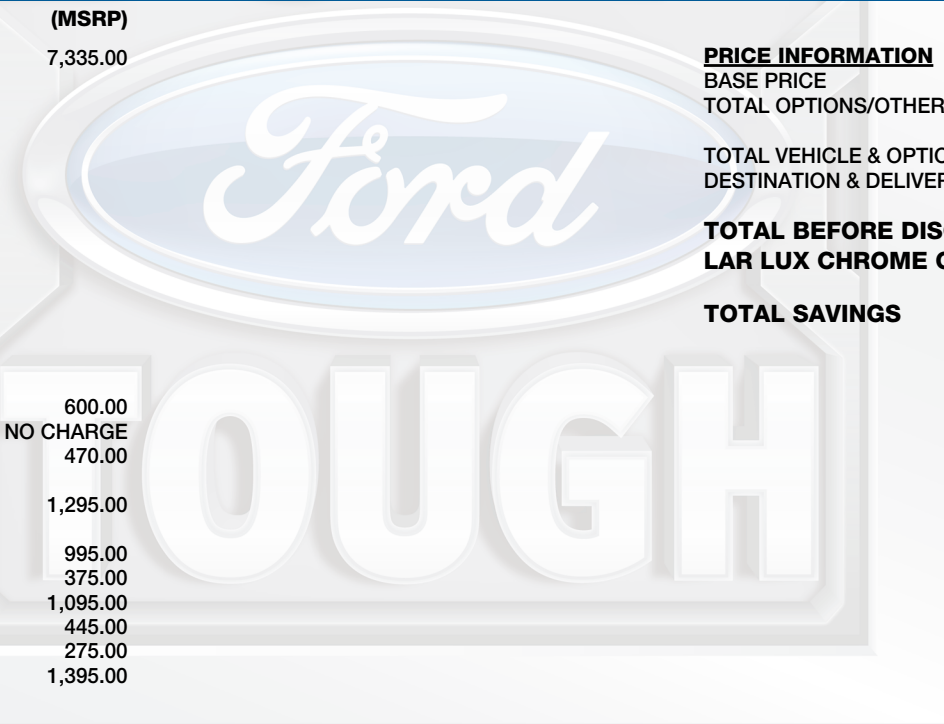 (MSRP)
7,335.00
600.00
NO CHARGE
470.00
1,295.00
995.00
375.00
1,095.00
445.00
275.00
1,395.00
Ford
TOUGH
PRICE INFORMATION
BASE PRICE
TOTAL OPTIONS/OTHER
TOTAL VEHICLE & OPTIO
DESTINATION & DELIVER
TOTAL BEFORE DIS
LAR LUX CHROME
TOTAL SAVINGS